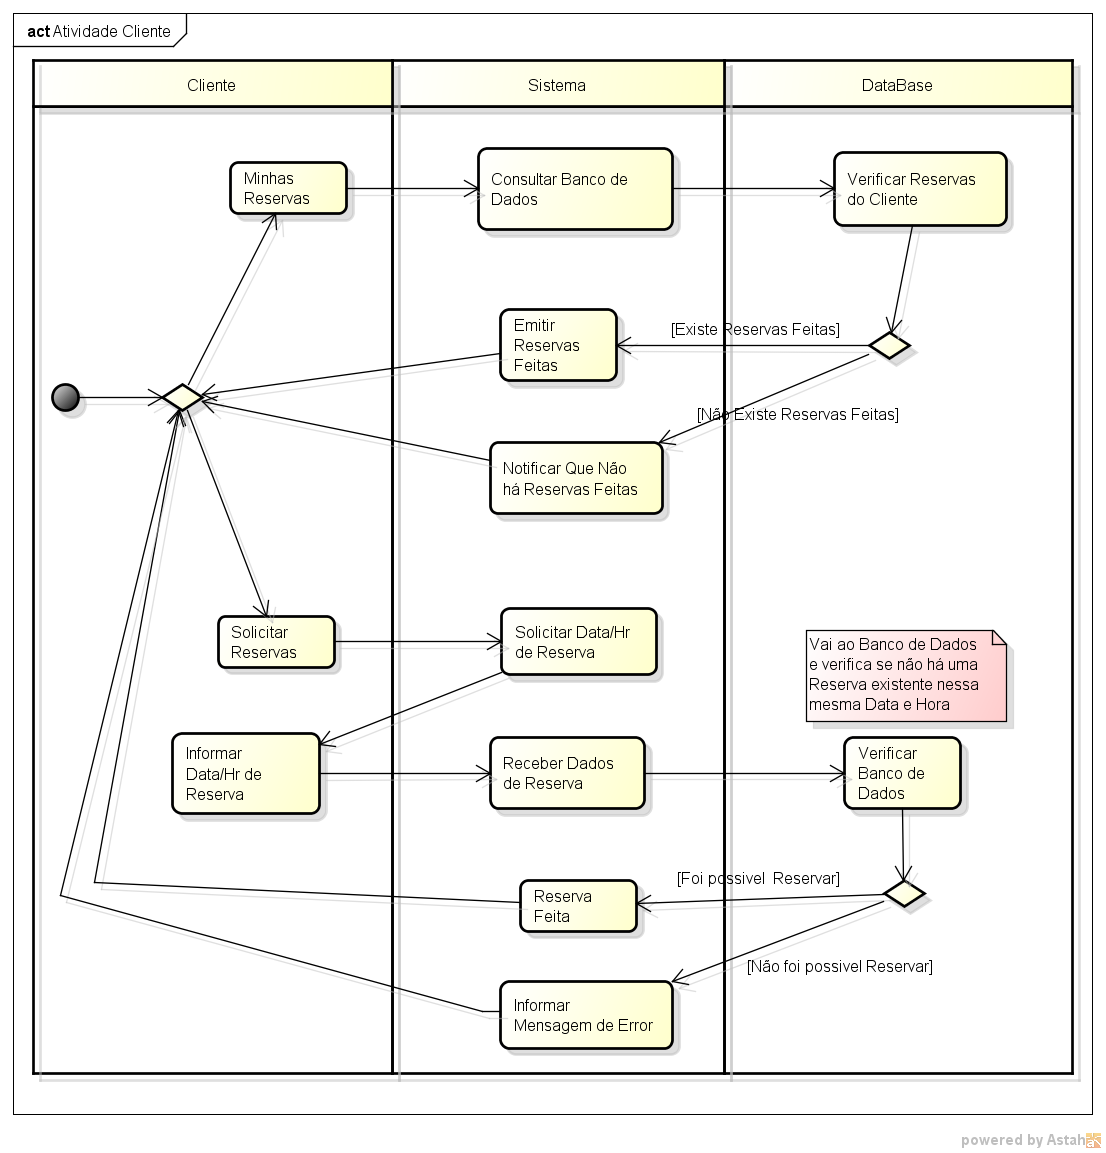 act Atividade Cliente
Cliente
Sistema
DataBase
Minhas
Reservas
Consultar Banco de
Dados
Verificar Reservas
do Cliente
Emitir
Reservas
Feitas
[Existe Reservas Feitas]
[Não Existe Reservas Feitas]
Notificar Que Não
há Reservas Feitas
Solicitar
Reservas
Solicitar Data/Hr
de Reserva
Vai ao Banco de Dados
e verifica se não há uma
Reserva existente nessa
mesma Data e Hora
Informar
Data/Hr de
Reserva
Receber Dados
de Reserva
Verificar
Banco de
Dados
[Foi possivel  Reservar]
Reserva
Feita
[Não foi possivel Reservar]
Informar
Mensagem de Error
powered by Astah